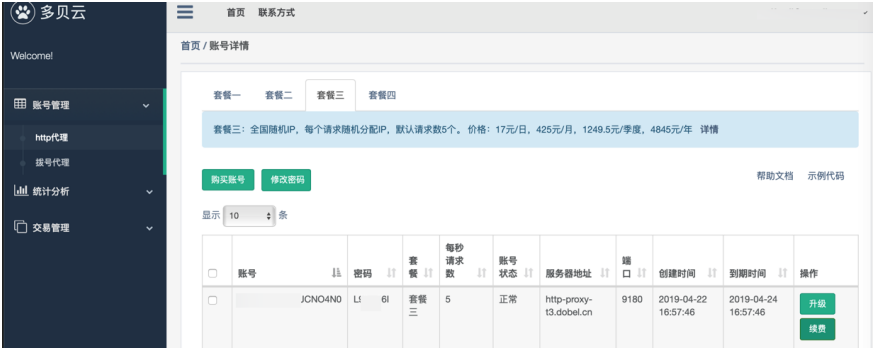 多贝云
首页 联系方式
首页 / 账号详情
Welcome!
账号管理
http代理
拨号代理
统计分析
交易管理
套餐一 套餐二 套餐三 套餐四
套餐三：全国随机IP，每个请求随机分配IP，默认请求数5个。 价格：17元/日，425元/月，1249.5元/季度，4845元/年 详情
购买账号 修改密码 帮助文档 示例代码
显示 10 条
账号 密码 套餐 每秒请求数 账号状态 服务器地址 端口 创建时间 到期时间 操作
JCNO4N0 套餐三 5 正常 http-proxy-t3.dobel.cn 9180 2019-04-22 16:57:46 2019-04-24 16:57:46 升级
续费